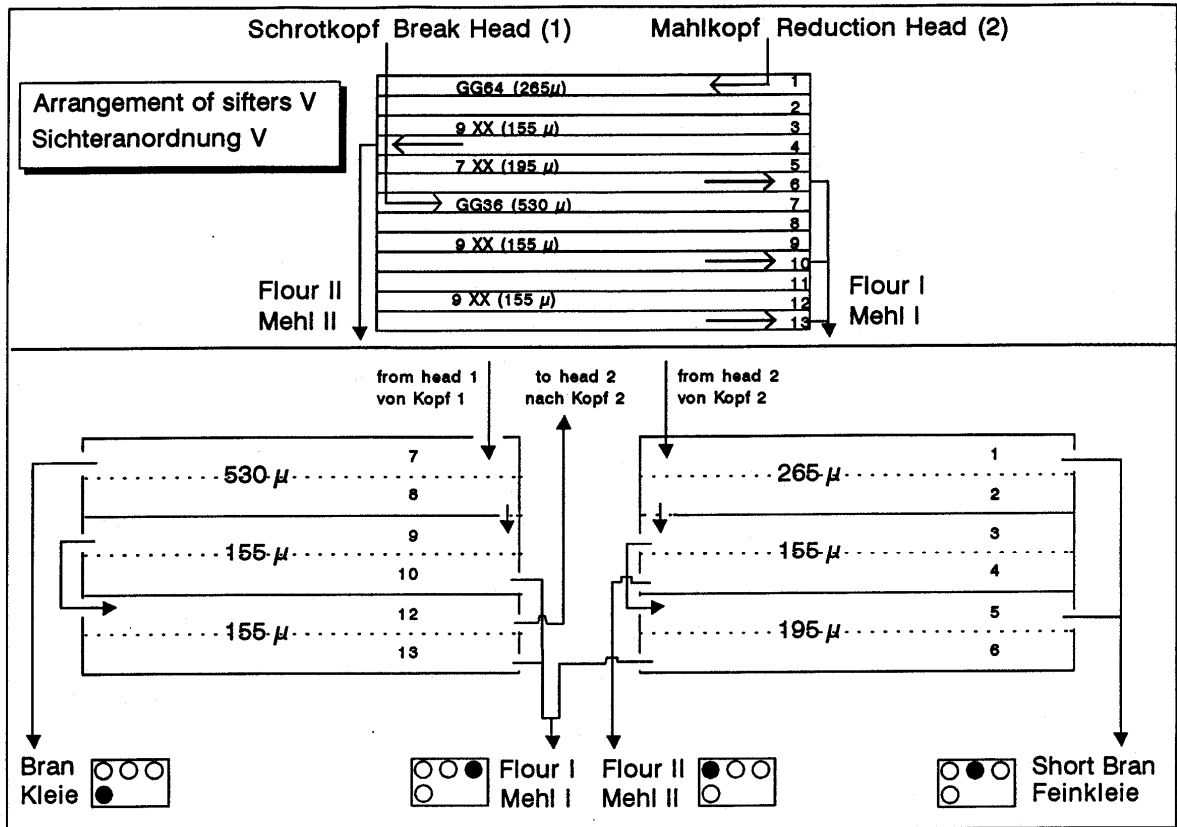 Schrotkopf Break Head (1)
Mahlkopf Reduction Head (2)
Arrangement of sifters V
Sichteranordnung V
GG64 (265µ) 1
2
9 XX (155 µ) 3
4
7 XX (195 µ) 5
6
GG36 (530 µ) 7
8
9 XX (155 µ) 9
10
11
9 XX (155 µ) 12
13
Flour II
Mehl II
Flour I
Mehl I
from head 1
von Kopf 1
to head 2
nach Kopf 2
from head 2
von Kopf 2
7
530 µ
8
9
155 µ
10
12
155 µ
13
1
265 µ
2
3
155 µ
4
5
195 µ
6
Bran
Kleie
Flour I
Mehl I
Flour II
Mehl II
Short Bran
Feinkleie